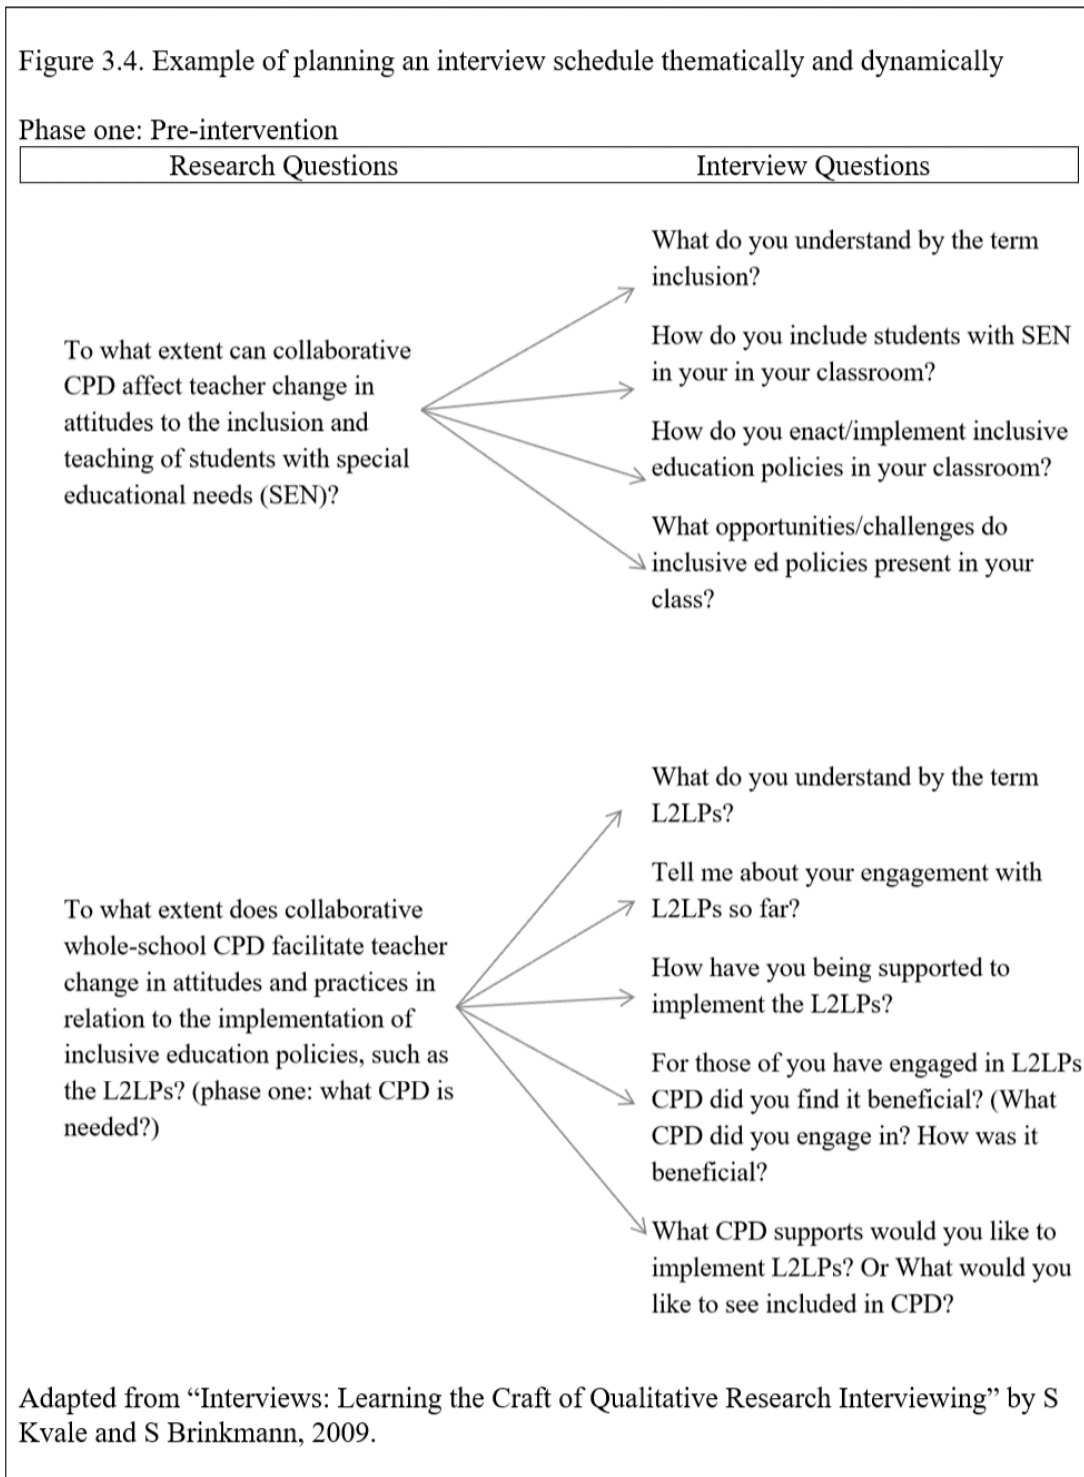 Figure 3.4. Example of planning an interview schedule thematically and dynamically
Phase one: Pre-intervention
Research Questions
Interview Questions
To what extent can collaborative
CPD affect teacher change in
attitudes to the inclusion and
teaching of students with special
educational needs (SEN)?
What do you understand by the term
inclusion?
How do you include students with SEN
in your in your classroom?
How do you enact/implement inclusive
education policies in your classroom?
What opportunities/challenges do
inclusive ed policies present in your
class?
To what extent does collaborative
whole-school CPD facilitate teacher
change in attitudes and practices in
relation to the implementation of
inclusive education policies, such as
the L2LPs? (phase one: what CPD is
needed?)
What do you understand by the term
L2LPs?
Tell me about your engagement with
L2LPs so far?
How have you being supported to
implement the L2LPs?
For those of you have engaged in L2LPs
CPD did you find it beneficial? (What
CPD did you engage in? How was it
beneficial?
What CPD supports would you like to
implement L2LPs? Or What would you
like to see included in CPD?
Adapted from “Interviews: Learning the Craft of Qualitative Research Interviewing” by S
Kvale and S Brinkmann, 2009.